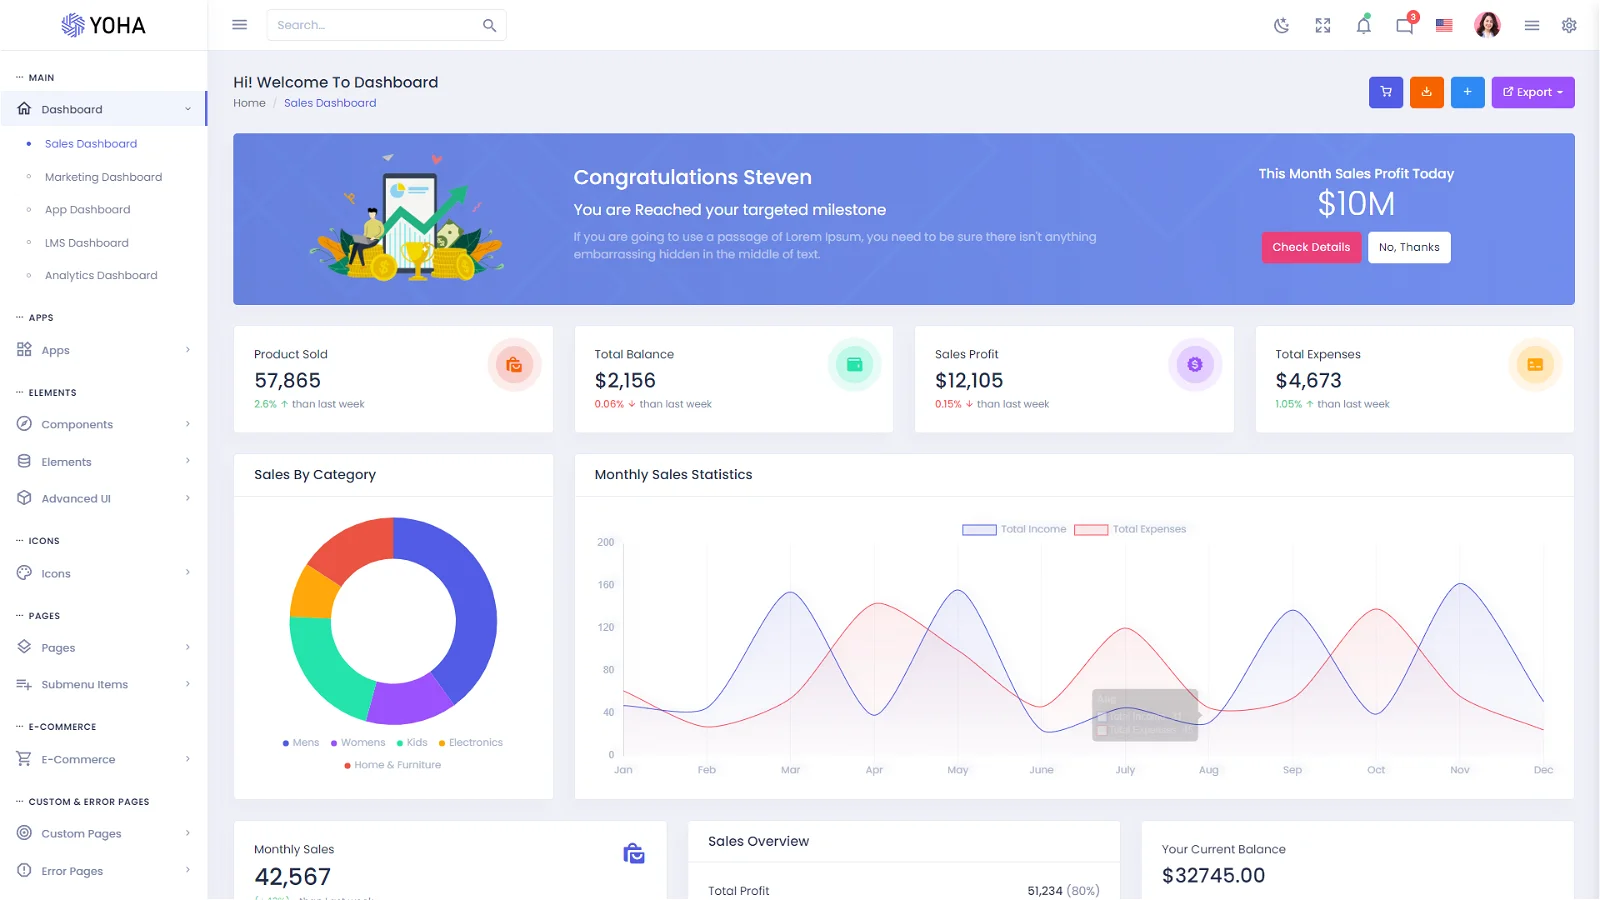 YOHA
Search...
3
MAIN
Dashboard
Sales Dashboard
Marketing Dashboard
App Dashboard
LMS Dashboard
Analytics Dashboard
APPS
Apps
ELEMENTS
Components
Elements
Advanced UI
ICONS
Icons
PAGES
Pages
Submenu Items
E-COMMERCE
E-Commerce
CUSTOM & ERROR PAGES
Custom Pages
Error Pages
Hi! Welcome To Dashboard
Home / Sales Dashboard
Export
Congratulations Steven
You are Reached your targeted milestone
If you are going to use a passage of Lorem Ipsum, you need to be sure there isn't anything
embarrassing hidden in the middle of text.
This Month Sales Profit Today
$10M
Check Details No, Thanks
Product Sold
57,865
2.6% ↑ than last week
Total Balance
$2,156
0.06% ↓ than last week
Sales Profit
$12,105
0.15% ↓ than last week
Total Expenses
$4,673
1.05% ↑ than last week
Sales By Category
Mens Womens Kids Electronics
Home & Furniture
Monthly Sales Statistics
Total Income Total Expenses
200
160
120
80
40
0
Jan Feb Mar Apr May June July Aug Sep Oct Nov Dec
Aug
Total Income
Total Expenses
Monthly Sales
42,567
than last week
Sales Overview
Total Profit 51,234 (80%)
Your Current Balance
$32745.00